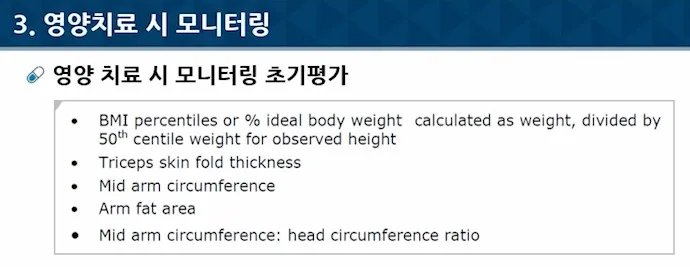 3. 영양치료 시 모니터링
영양 치료 시 모니터링 초기평가
• BMI percentiles or % ideal body weight calculated as weight, divided by
50th centile weight for observed height
• Triceps skin fold thickness
• Mid arm circumference
• Arm fat area
• Mid arm circumference: head circumference ratio